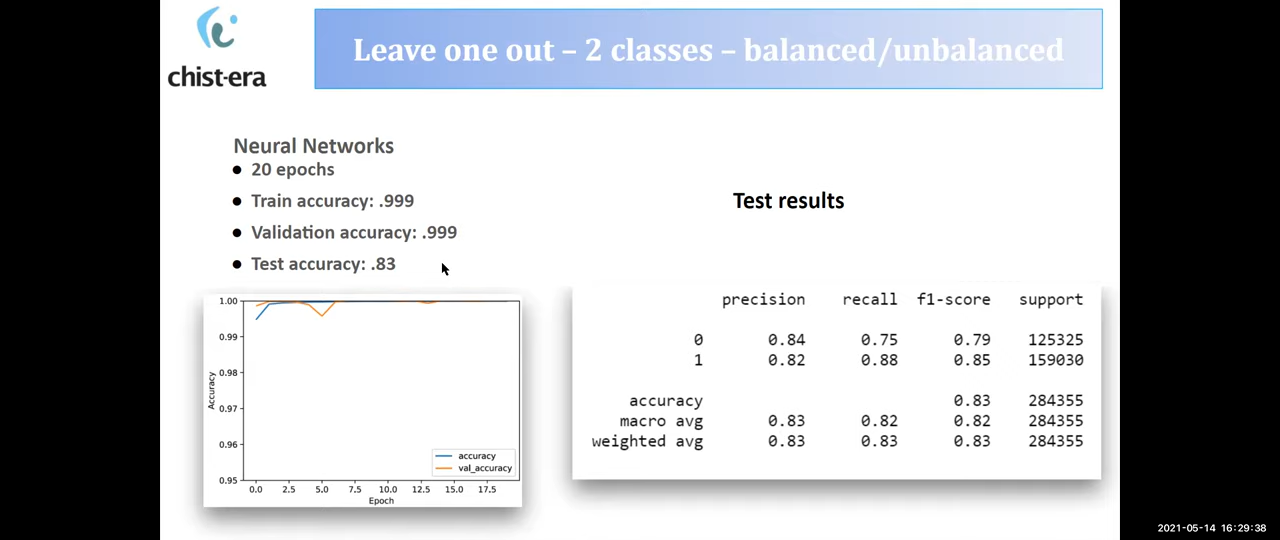 chist-era
Leave one out – 2 classes – balanced/unbalanced
Neural Networks
● 20 epochs
● Train accuracy: .999
● Validation accuracy: .999
● Test accuracy: .83
Test results
1.00
0.99
0.98
0.97
0.96
0.95
Accuracy
0.0 2.5 5.0 7.5 10.0 12.5 15.0 17.5
Epoch
accuracy
val_accuracy
precision recall f1-score support
0 0.84 0.75 0.79 125325
1 0.82 0.88 0.85 159030
accuracy 0.83 284355
macro avg 0.83 0.82 0.82 284355
weighted avg 0.83 0.83 0.83 284355
2021-05-14 16:29:38